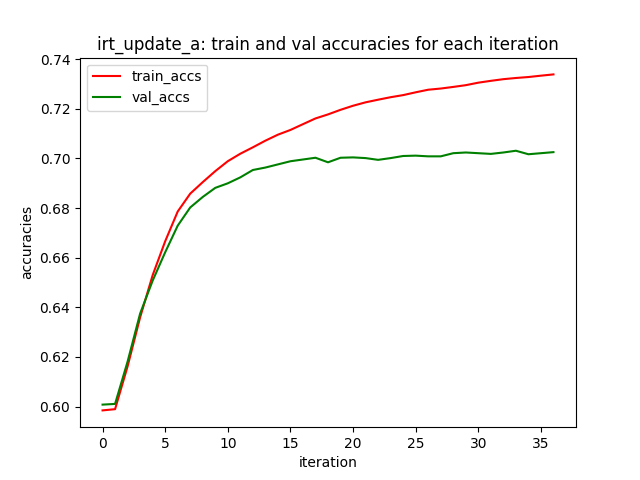 irt_update_a: train and val accuracies for each iteration
train_accs
val_accs
accuracies
0.74
0.72
0.70
0.68
0.66
0.64
0.62
0.60
0 5 10 15 20 25 30 35
iteration